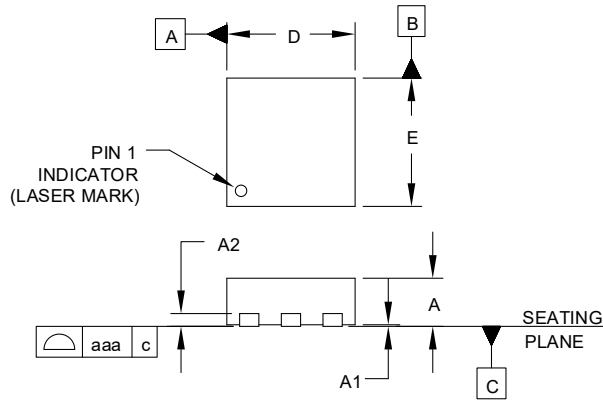 A
D
B
E
PIN 1
INDICATOR
(LASER MARK)
A2
A
SEATING
PLANE
aaa c
A1
C